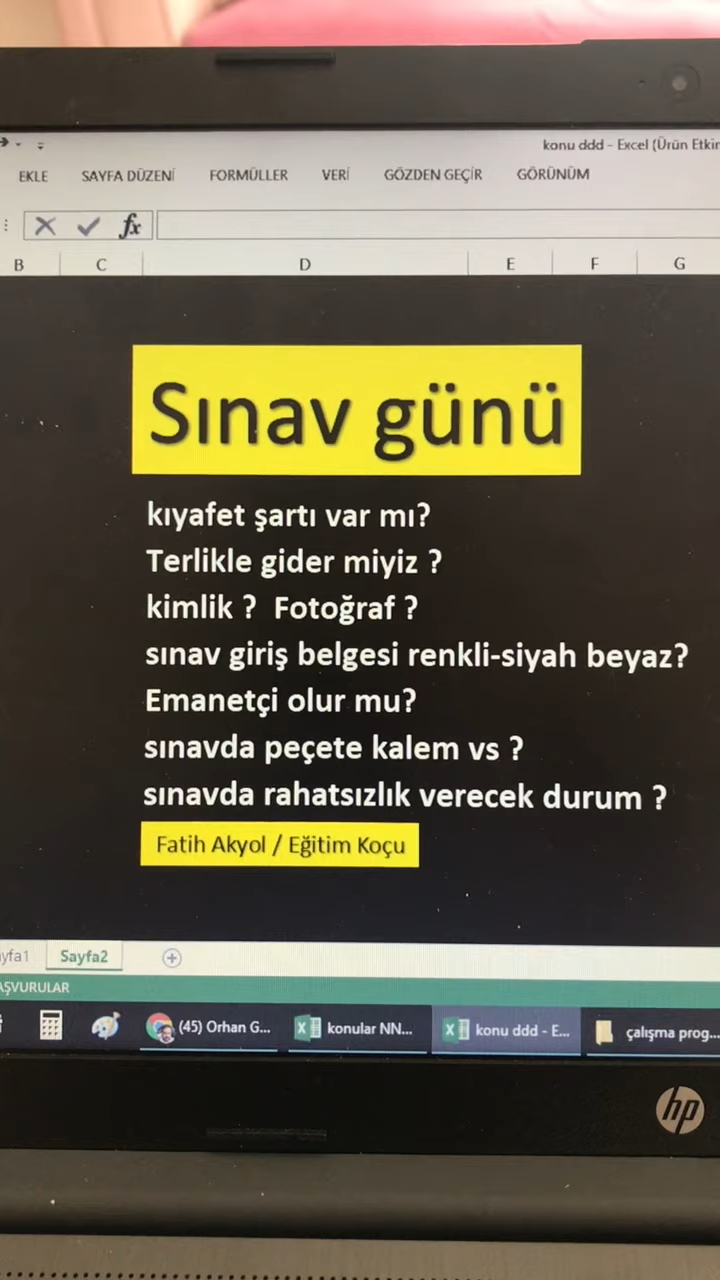 konu ddd - Excel (Ürün Etkin
EKLE SAYFA DÜZENİ FORMÜLLER VERİ GÖZDEN GEÇİR GÖRÜNÜM
fx
B C D E F G
Sınav günü
kıyafet şartı var mı?
Terlikle gider miyiz ?
kimlik ? Fotoğraf ?
sınav giriş belgesi renkli-siyah beyaz?
Emanetçi olur mu?
sınavda peçete kalem vs ?
sınavda rahatsızlık verecek durum ?
Fatih Akyol / Eğitim Koçu
yfa1 Sayfa2
AŞVURULAR
(45) Orhan G... konular NN... konu ddd - E... çalışma prog...
hp